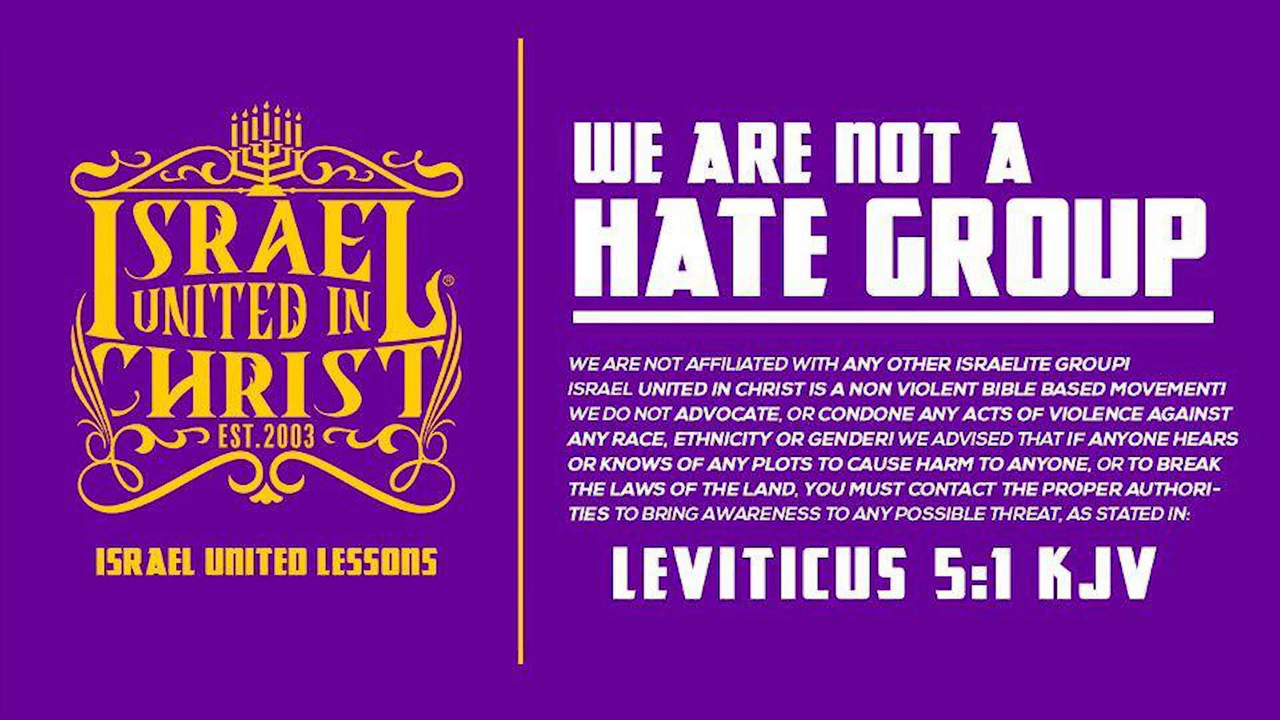 ISRAEL
UNITED IN
CHRIST
EST. 2003
ISRAEL UNITED LESSONS
WE ARE NOT A
HATE GROUP
WE ARE NOT AFFILIATED WITH ANY OTHER ISRAELITE GROUP!
ISRAEL UNITED IN CHRIST IS A NON VIOLENT BIBLE BASED MOVEMENT!
WE DO NOT ADVOCATE, OR CONDONE ANY ACTS OF VIOLENCE AGAINST
ANY RACE, ETHNICITY OR GENDER! WE ADVISED THAT IF ANYONE HEARS
OR KNOWS OF ANY PLOTS TO CAUSE HARM TO ANYONE, OR TO BREAK
THE LAWS OF THE LAND, YOU MUST CONTACT THE PROPER AUTHORI-
TIES TO BRING AWARENESS TO ANY POSSIBLE THREAT, AS STATED IN:
LEVITICUS 5:1 KJV